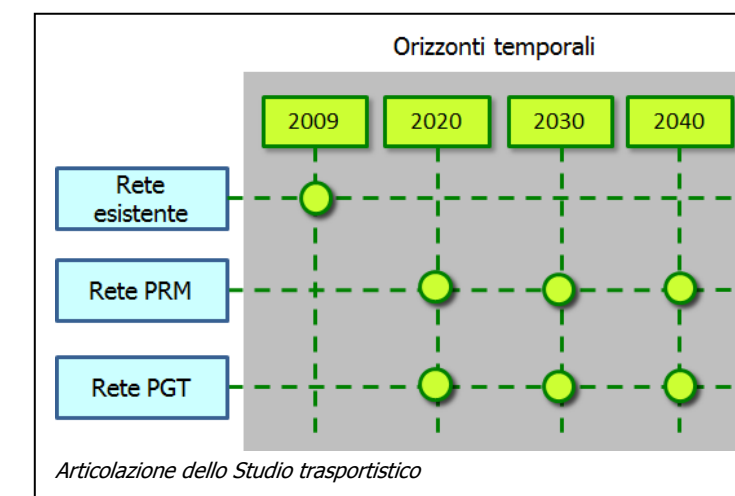 Orizzonti temporali
2009 2020 2030 2040
Rete
esistente
Rete PRM
Rete PGT
Articolazione dello Studio trasportistico